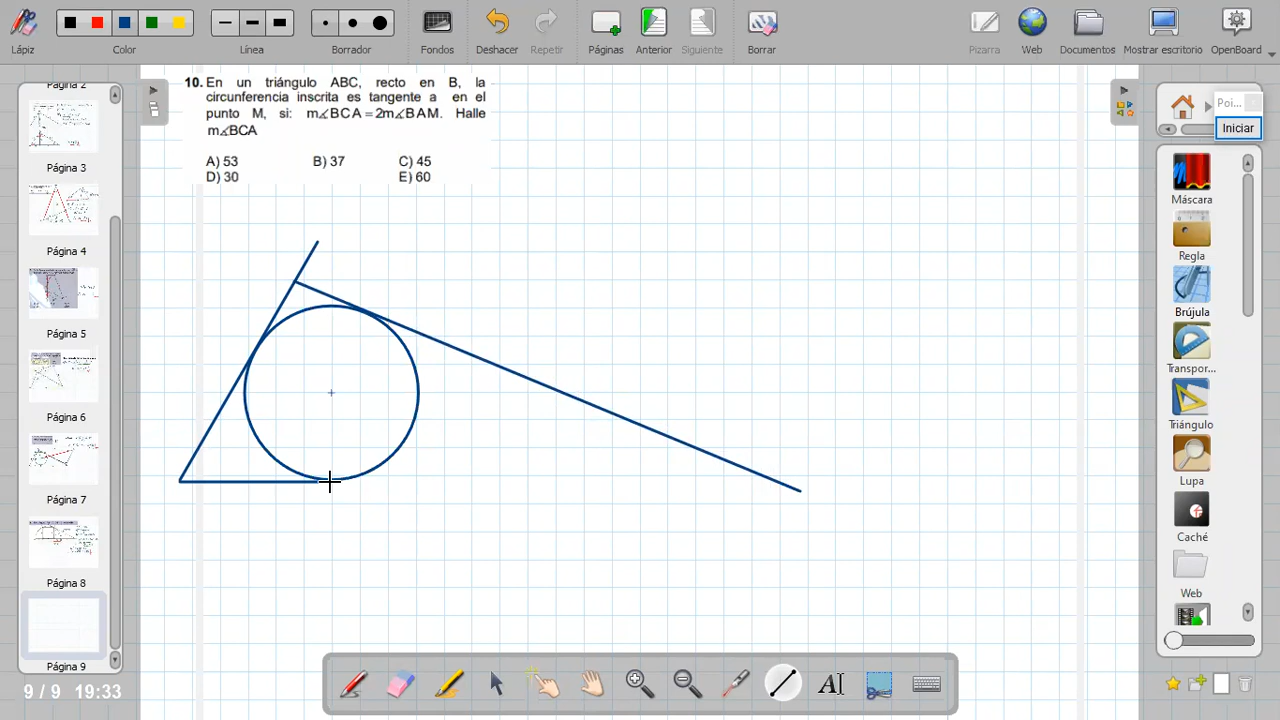 Lápiz
Color
Línea
Borrador
Fondos
Deshacer
Repetir
Páginas
Anterior
Siguiente
Borrar
Pizarra
Web
Documentos
Mostrar escritorio
OpenBoard
Página 2
Página 3
Página 4
Página 5
Página 6
Página 7
Página 8
Página 9
9 / 9 19:33
10. En un triángulo ABC, recto en B, la
circunferencia inscrita es tangente a en el
punto M, si: m∡BCA = 2m∡BAM. Halle
m∡BCA
A) 53 B) 37 C) 45
D) 30 E) 60
Poi...
Iniciar
Máscara
Regla
Brújula
Transpor...
Triángulo
Lupa
Caché
Web